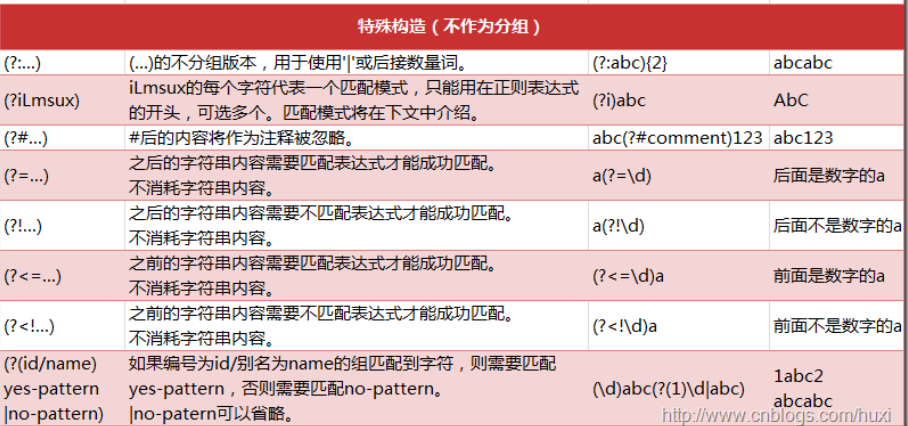 特殊构造（不作为分组）
(?:...) (...)的不分组版本，用于使用'|'或后接数量词。 (?:abc){2} abcabc
(?iLmsux) iLmsux的每个字符代表一个匹配模式，只能用在正则表达式
的开头，可选多个。匹配模式将在下文中介绍。 (?i)abc AbC
(?#...) #后的内容将作为注释被忽略。 abc(?#comment)123 abc123
(?=...) 之后的字符串内容需要匹配表达式才能成功匹配。
不消耗字符串内容。 a(?=\d) 后面是数字的a
(?!...) 之后的字符串内容需要不匹配表达式才能成功匹配。
不消耗字符串内容。 a(?!\d) 后面不是数字的a
(?<=...) 之前的字符串内容需要匹配表达式才能成功匹配。
不消耗字符串内容。 (?<=\d)a 前面是数字的a
(?<!...) 之前的字符串内容需要不匹配表达式才能成功匹配。
不消耗字符串内容。 (?<!\d)a 前面不是数字的a
(?(id/name) 如果编号为id/别名为name的组匹配到字符，则需要匹配
yes-pattern yes-pattern，否则需要匹配no-pattern。 (\d)abc(?(1)\d|abc) 1abc2
|no-pattern) |no-patern可以省略。 abcabc
http://www.cnblogs.com/huxi